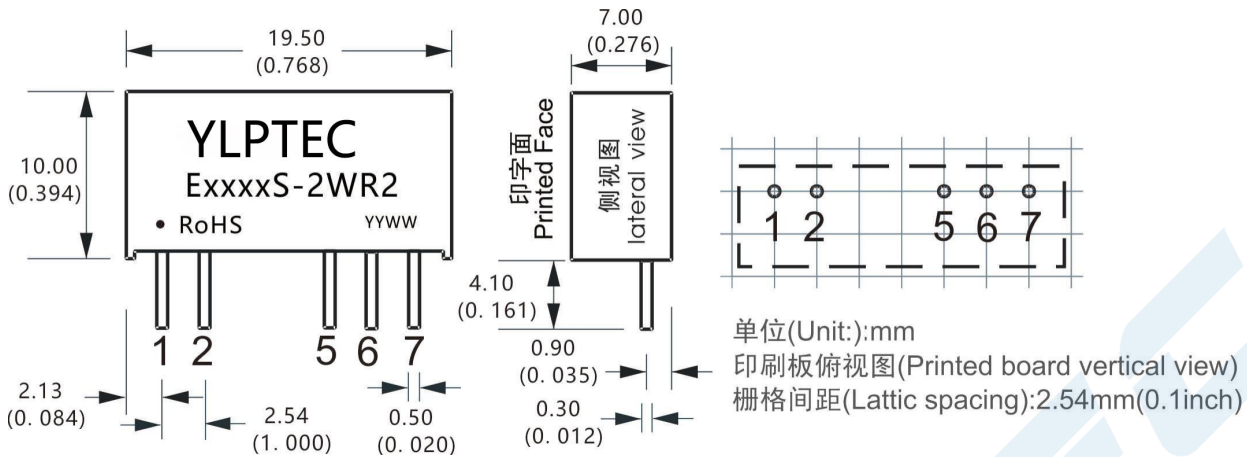 19.50
(0.768)
10.00
(0.394)
YLPTEC
ExxxxS-2WR2
• RoHS YYWW
1 2 5 6 7
2.13
(0. 084)
2.54
(1. 000)
0.50
(0. 020)
7.00
(0.276)
印字面
Printed Face
侧视图
lateral view
4.10
(0. 161)
0.90
(0. 035)
0.30
(0. 012)
1 2 5 6 7
单位(Unit:):mm
印刷板俯视图(Printed board vertical view)
栅格间距(Lattic spacing):2.54mm(0.1inch)